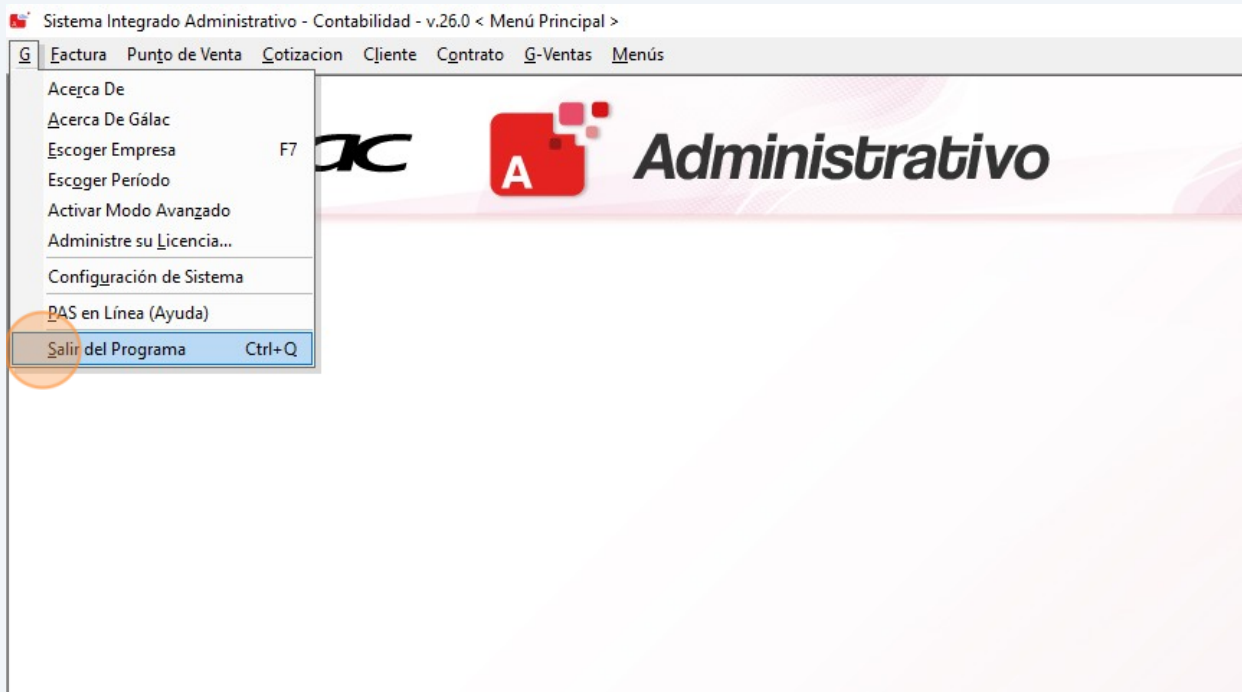 Sistema Integrado Administrativo - Contabilidad - v.26.0 < Menú Principal >
G Factura Punto de Venta Cotizacion Cliente Contrato G-Ventas Menús
Acerca De
Acerca De Gálac
Escoger Empresa F7
Escoger Período
Activar Modo Avanzado
Administre su Licencia...
Configuración de Sistema
PAS en Línea (Ayuda)
Salir del Programa Ctrl+Q
A Administrativo